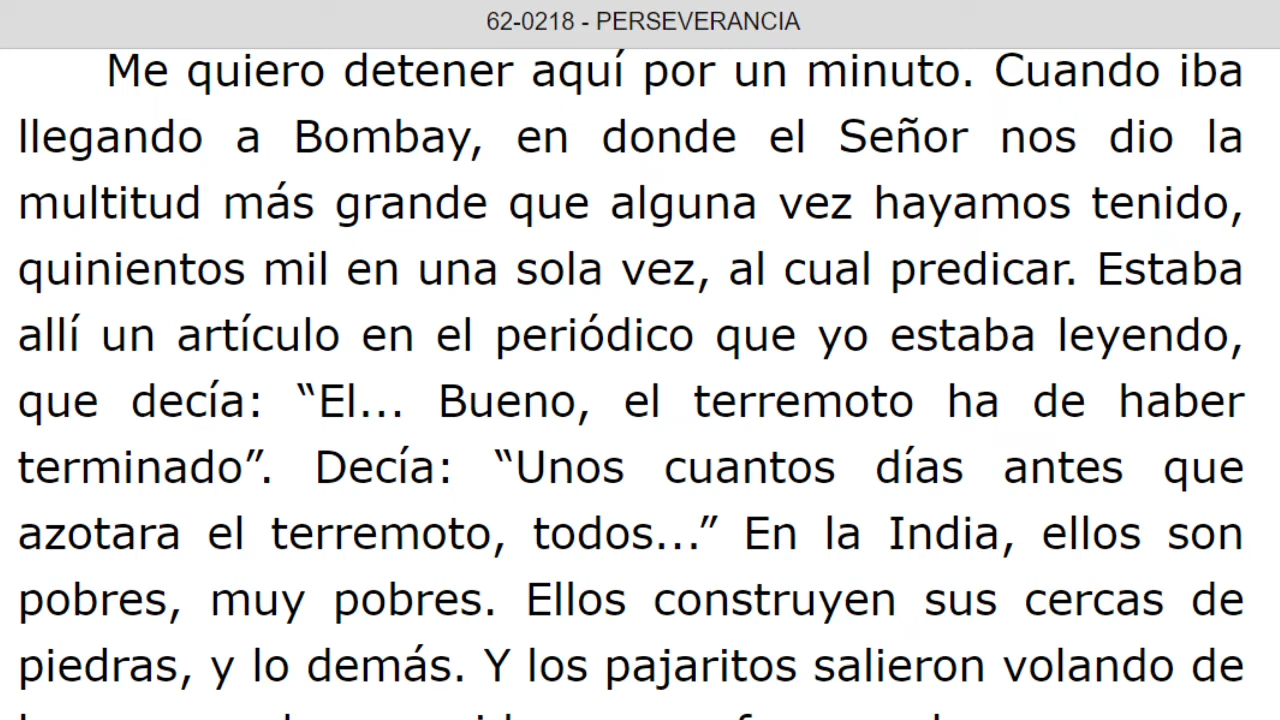 62-0218 - PERSEVERANCIA
Me quiero detener aquí por un minuto. Cuando iba
llegando a Bombay, en donde el Señor nos dio la
multitud más grande que alguna vez hayamos tenido,
quinientos mil en una sola vez, al cual predicar. Estaba
allí un artículo en el periódico que yo estaba leyendo,
que decía: “El... Bueno, el terremoto ha de haber
terminado”. Decía: “Unos cuantos días antes que
azotara el terremoto, todos...” En la India, ellos son
pobres, muy pobres. Ellos construyen sus cercas de
piedras, y lo demás. Y los pajaritos salieron volando de